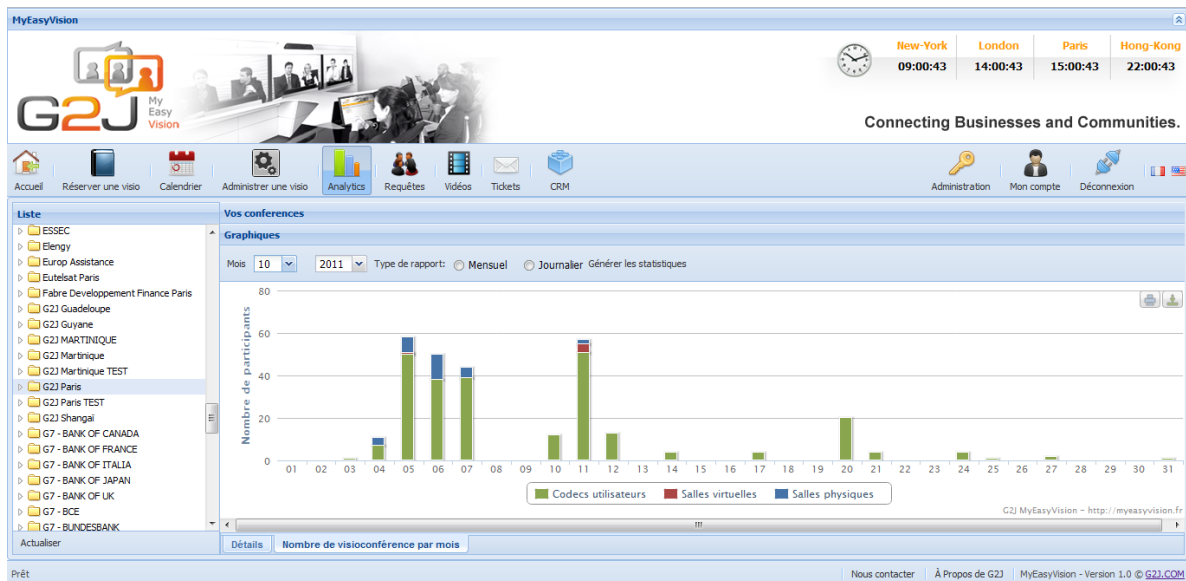 MyEasyVision
G2J
My
Easy
Vision
New-York London Paris Hong-Kong
09:00:43 14:00:43 15:00:43 22:00:43
Connecting Businesses and Communities.
Accueil Réserver une visio Calendrier Administrer une visio Analytics Requêtes Vidéos Tickets CRM Administration Mon compte Déconnexion
Liste
ESSEC
Elengy
Europ Assistance
Eutelsat Paris
Fabre Developpement Finance Paris
G2J Guadeloupe
G2J Guyane
G2J MARTINIQUE
G2J Martinique
G2J Martinique TEST
G2J Paris
G2J Paris TEST
G2J Shangai
G7 - BANK OF CANADA
G7 - BANK OF FRANCE
G7 - BANK OF ITALIA
G7 - BANK OF JAPAN
G7 - BANK OF UK
G7 - BCE
G7 - BUNDESBANK
Actualiser
Vos conferences
Graphiques
Mois 10 2011 Type de rapport: Mensuel Journalier Générer les statistiques
Nombre de participants
80
60
40
20
0
01 02 03 04 05 06 07 08 09 10 11 12 13 14 15 16 17 18 19 20 21 22 23 24 25 26 27 28 29 30 31
Codecs utilisateurs Salles virtuelles Salles physiques
G2J MyEasyVision - http://myeasyvision.fr
Détails Nombre de visioconférence par mois
Prêt Nous contacter À Propos de G2J MyEasyVision - Version 1.0 © G2J.COM